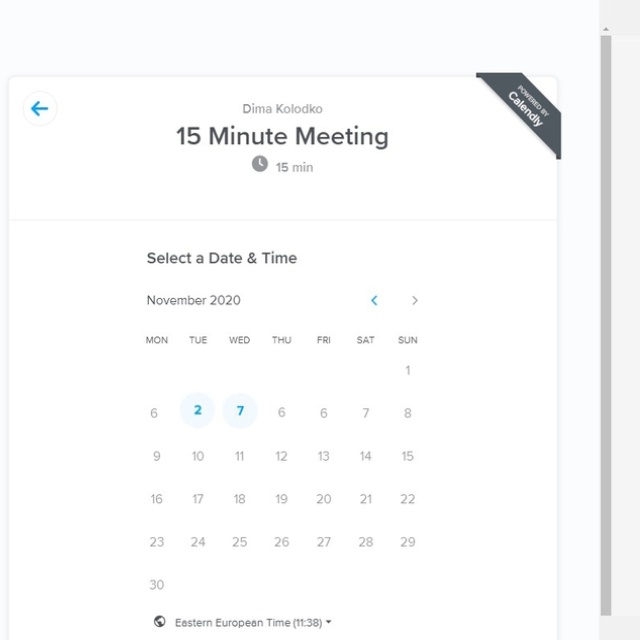 Dima Kolodko
POWERED BY
Calendly
15 Minute Meeting
15 min
Select a Date & Time
November 2020
MON TUE WED THU FRI SAT SUN
1
6 2 7 6 6 7 8
9 10 11 12 13 14 15
16 17 18 19 20 21 22
23 24 25 26 27 28 29
30
Eastern European Time (11:38)